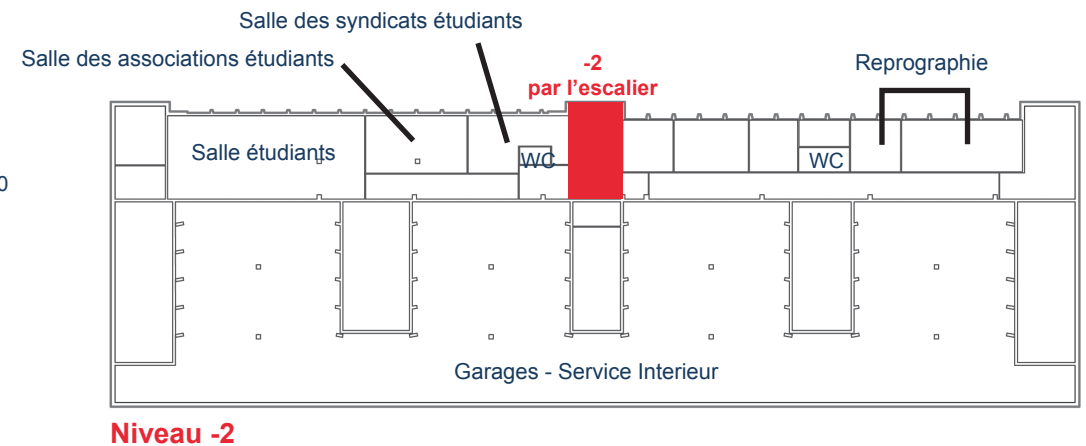 Salle des syndicats étudiants
Salle des associations étudiants
-2
par l'escalier
Reprographie
Salle étudiants
WC
WC
0
Garages - Service Interieur
Niveau -2